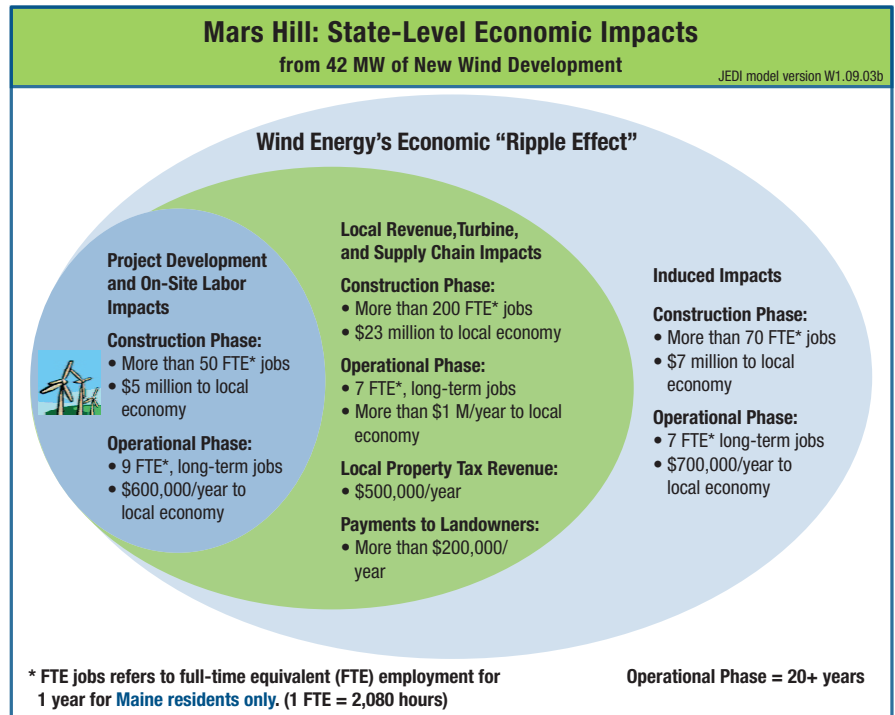 Mars Hill: State-Level Economic Impacts
from 42 MW of New Wind Development
JEDI model version W1.09.03b
Wind Energy's Economic “Ripple Effect”
Project Development
and On-Site Labor
Impacts
Construction Phase:
• More than 50 FTE* jobs
• $5 million to local
economy
Operational Phase:
• 9 FTE*, long-term jobs
• $600,000/year to
local economy
Local Revenue,Turbine,
and Supply Chain Impacts
Construction Phase:
• More than 200 FTE* jobs
• $23 million to local economy
Operational Phase:
• 7 FTE*, long-term jobs
• More than $1 M/year to local
economy
Local Property Tax Revenue:
• $500,000/year
Payments to Landowners:
• More than $200,000/
year
Induced Impacts
Construction Phase:
• More than 70 FTE* jobs
• $7 million to local
economy
Operational Phase:
• 7 FTE* long-term jobs
• $700,000/year to
local economy
* FTE jobs refers to full-time equivalent (FTE) employment for
1 year for Maine residents only. (1 FTE = 2,080 hours)
Operational Phase = 20+ years